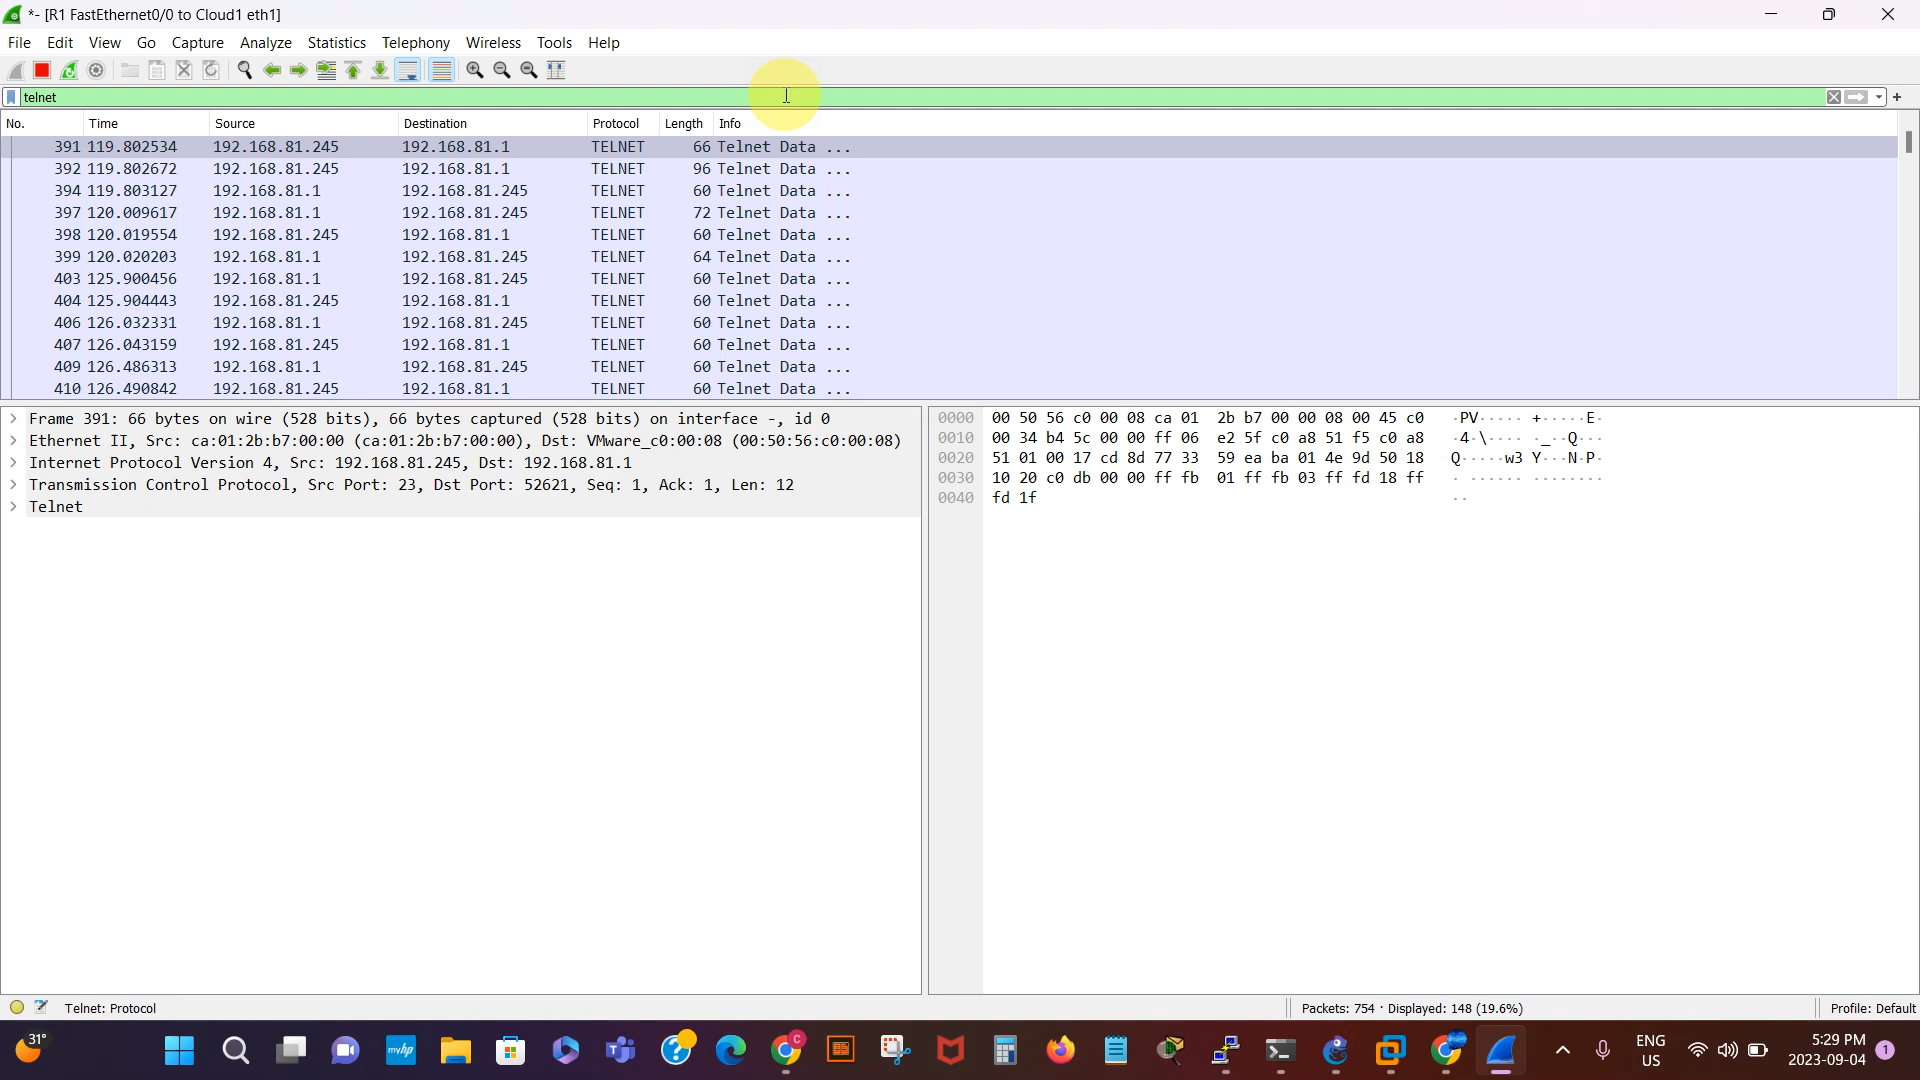 *- [R1 FastEthernet0/0 to Cloud1 eth1]
File Edit View Go Capture Analyze Statistics Telephony Wireless Tools Help
telnet
No. Time Source Destination Protocol Length Info
391 119.802534 192.168.81.245 192.168.81.1 TELNET 66 Telnet Data ...
392 119.802672 192.168.81.245 192.168.81.1 TELNET 96 Telnet Data ...
394 119.803127 192.168.81.1 192.168.81.245 TELNET 60 Telnet Data ...
397 120.009617 192.168.81.1 192.168.81.245 TELNET 72 Telnet Data ...
398 120.019554 192.168.81.245 192.168.81.1 TELNET 60 Telnet Data ...
399 120.020203 192.168.81.1 192.168.81.245 TELNET 64 Telnet Data ...
403 125.900456 192.168.81.1 192.168.81.245 TELNET 60 Telnet Data ...
404 125.904443 192.168.81.245 192.168.81.1 TELNET 60 Telnet Data ...
406 126.032331 192.168.81.1 192.168.81.245 TELNET 60 Telnet Data ...
407 126.043159 192.168.81.245 192.168.81.1 TELNET 60 Telnet Data ...
409 126.486313 192.168.81.1 192.168.81.245 TELNET 60 Telnet Data ...
410 126.490842 192.168.81.245 192.168.81.1 TELNET 60 Telnet Data ...
> Frame 391: 66 bytes on wire (528 bits), 66 bytes captured (528 bits) on interface -, id 0
> Ethernet II, Src: ca:01:2b:b7:00:00 (ca:01:2b:b7:00:00), Dst: VMware_c0:00:08 (00:50:56:c0:00:08)
> Internet Protocol Version 4, Src: 192.168.81.245, Dst: 192.168.81.1
> Transmission Control Protocol, Src Port: 23, Dst Port: 52621, Seq: 1, Ack: 1, Len: 12
> Telnet
0000 00 50 56 c0 00 08 ca 01 2b b7 00 00 08 00 45 c0 ·PV····· +·····E·
0010 00 34 b4 5c 00 00 ff 06 e2 5f c0 a8 51 f5 c0 a8 ·4·\···· ·_··Q···
0020 51 01 00 17 cd 8d 77 33 59 ea ba 01 4e 9d 50 18 Q·····w3 Y···N·P·
0030 10 20 c0 db 00 00 ff fb 01 ff fb 03 ff fd 18 ff · ······ ········
0040 fd 1f ··
Telnet: Protocol
Packets: 754 · Displayed: 148 (19.6%)
Profile: Default
31°
myhp
C
ENG
US
5:29 PM
2023-09-04
1